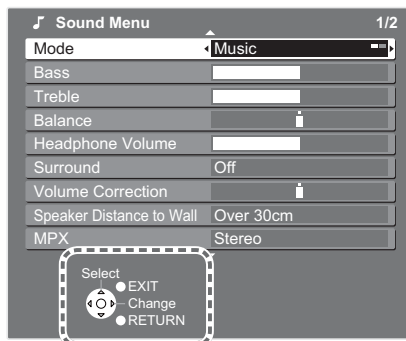 Sound Menu 1/2
Mode Music
Bass
Treble
Balance
Headphone Volume
Surround Off
Volume Correction
Speaker Distance to Wall Over 30cm
MPX Stereo
Select
EXIT
Change
RETURN